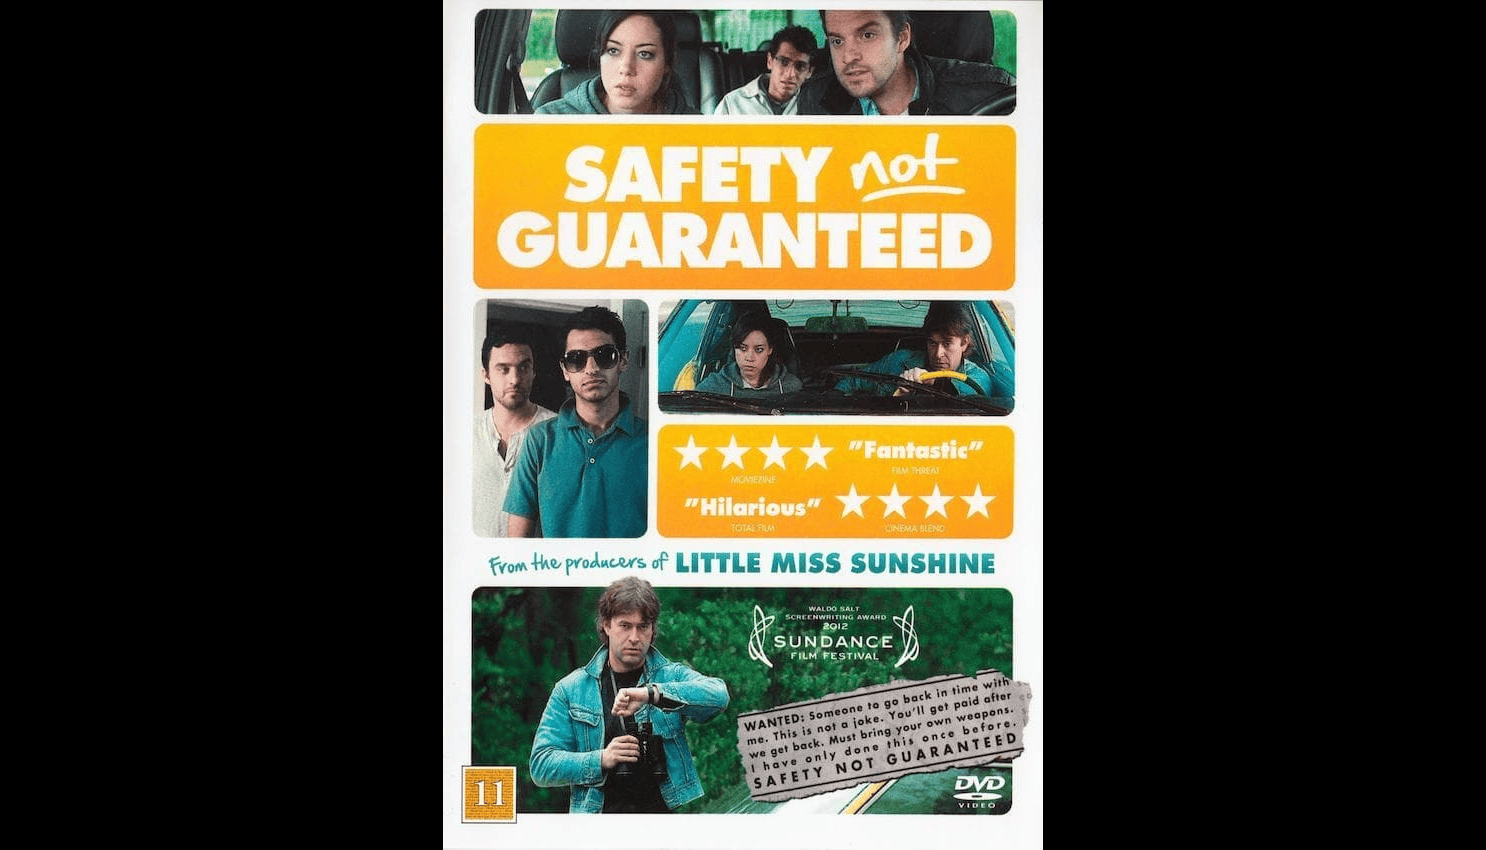 SAFETY not
GUARANTEED
"Fantastic"
FILM THREAT
MOVIEZINE
"Hilarious"
TOTAL FILM
CINEMA BLEND
From the producers of LITTLE MISS SUNSHINE
WALDO SALT
SCREENWRITING AWARD
2012
SUNDANCE
FILM FESTIVAL
WANTED: Someone to go back in time with
me. This is not a joke. You'll get paid after
we get back. Must bring your own weapons.
I have only done this once before.
SAFETY NOT GUARANTEED
11
DVD
VIDEO